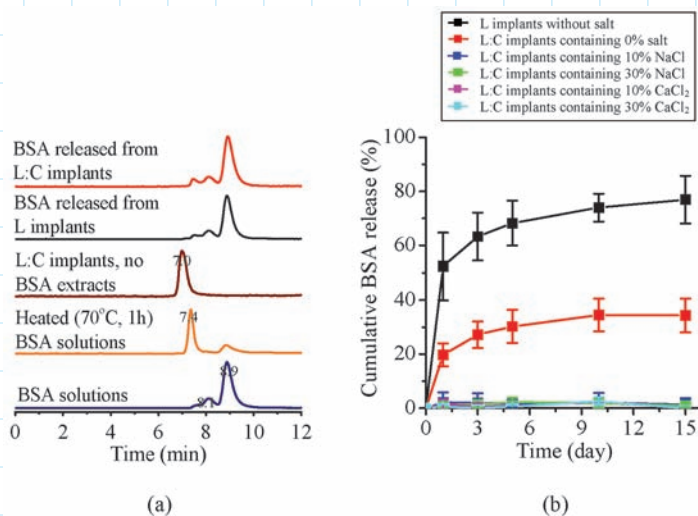 L implants without salt
L:C implants containing 0% salt
L:C implants containing 10% NaCl
L:C implants containing 30% NaCl
L:C implants containing 10% CaCl₂
L:C implants containing 30% CaCl₂
BSA released from
L:C implants
BSA released from
L implants
L:C implants, no
BSA extracts
7.0
Heated (70°C, 1h)
BSA solutions
7.4
BSA solutions
8.1
8.9
0 2 4 6 8 10 12
Time (min)
(a)
Cumulative BSA release (%)
100
80
60
40
20
0
0 3 6 9 12 15
Time (day)
(b)